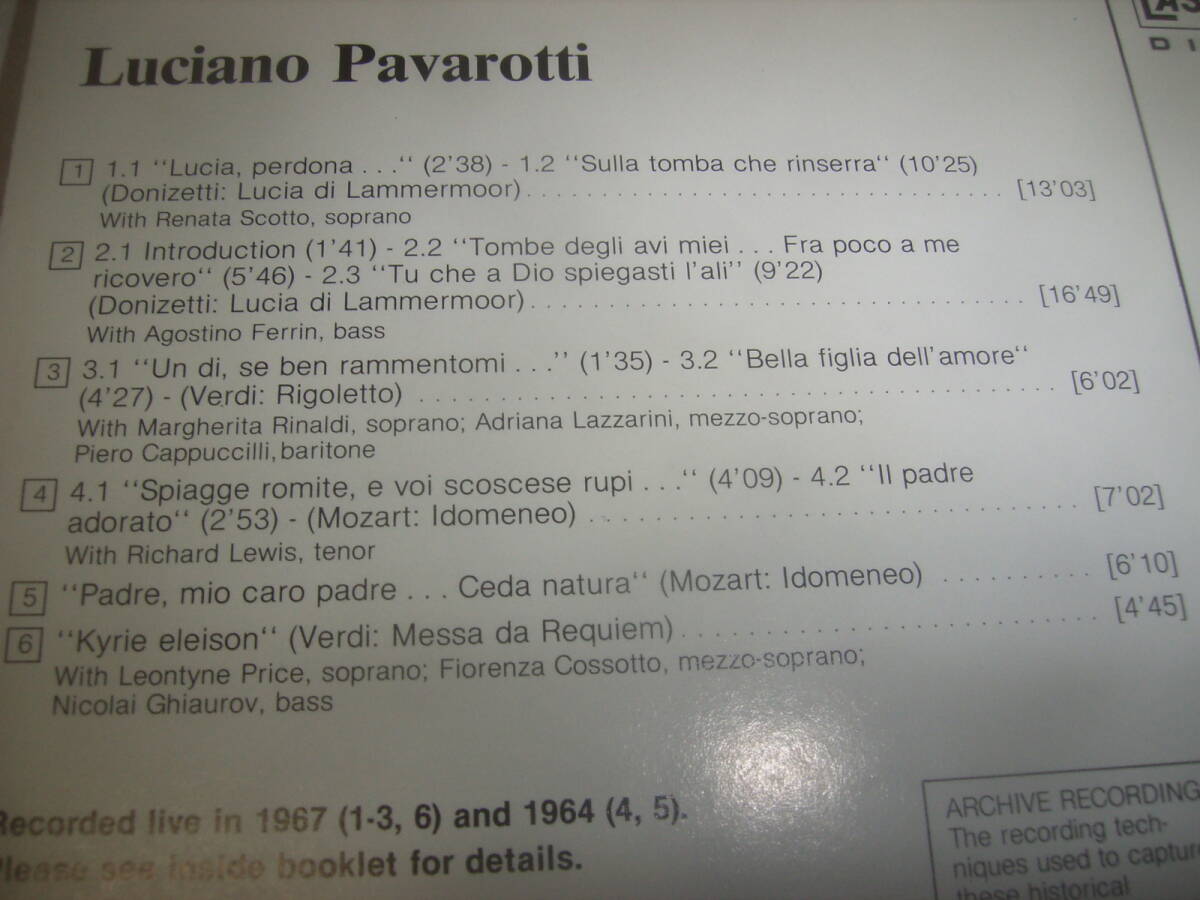 Luciano Pavarotti
1 1.1 "Lucia, perdona . . ." (2'38) - 1.2 "Sulla tomba che rinserra" (10'25)
(Donizetti: Lucia di Lammermoor) . . . . . . . . . . . . . . . . . . . . . . . . . . . . . . . . [13'03]
With Renata Scotto, soprano
2 2.1 Introduction (1'41) - 2.2 "Tombe degli avi miei . . . Fra poco a me
ricovero" (5'46) - 2.3 "Tu che a Dio spiegasti l'ali" (9'22)
(Donizetti: Lucia di Lammermoor) . . . . . . . . . . . . . . . . . . . . . . . . . . . . . . . . [16'49]
With Agostino Ferrin, bass
3 3.1 "Un di, se ben rammentomi . . ." (1'35) - 3.2 "Bella figlia dell'amore"
(4'27) - (Verdi: Rigoletto) . . . . . . . . . . . . . . . . . . . . . . . . . . . . . . . . . . . . . . . . [6'02]
With Margherita Rinaldi, soprano; Adriana Lazzarini, mezzo-soprano;
Piero Cappuccilli, baritone
4 4.1 "Spiagge romite, e voi scoscese rupi . . ." (4'09) - 4.2 "Il padre
adorato" (2'53) - (Mozart: Idomeneo) . . . . . . . . . . . . . . . . . . . . . . . . . . . . . . [7'02]
With Richard Lewis, tenor
5 "Padre, mio caro padre . . . Ceda natura" (Mozart: Idomeneo) . . . . . . . . . . [6'10]
6 "Kyrie eleison" (Verdi: Messa da Requiem) . . . . . . . . . . . . . . . . . . . . . . . . . . [4'45]
With Leontyne Price, soprano; Fiorenza Cossotto, mezzo-soprano;
Nicolai Ghiaurov, bass
Recorded live in 1967 (1-3, 6) and 1964 (4, 5).
Please see inside booklet for details.
ARCHIVE RECORDING
The recording tech-
niques used to capture
these historical